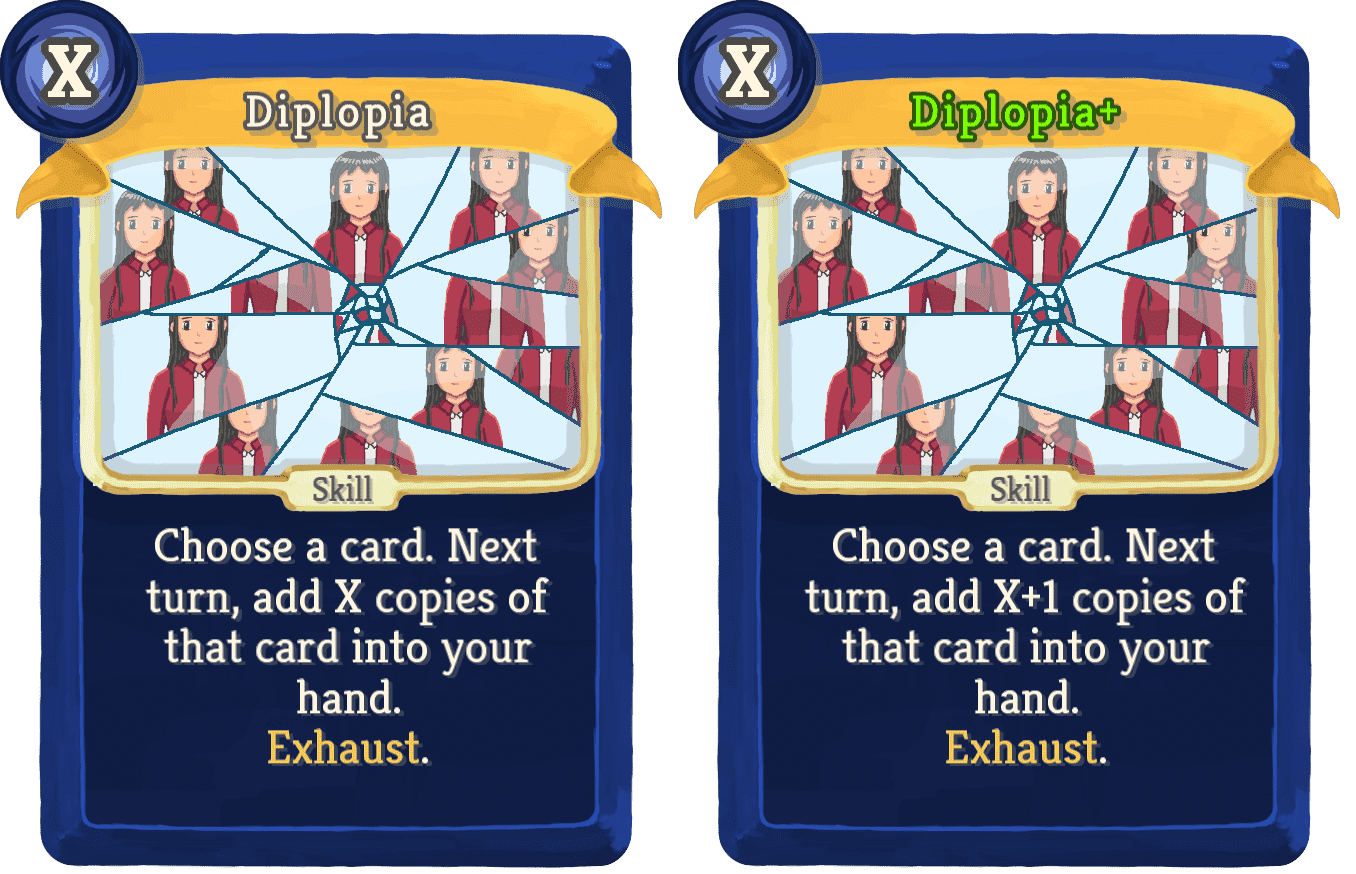 X
Diplopia
Skill
Choose a card. Next
turn, add X copies of
that card into your
hand.
Exhaust.
X
Diplopia+
Skill
Choose a card. Next
turn, add X+1 copies of
that card into your
hand.
Exhaust.